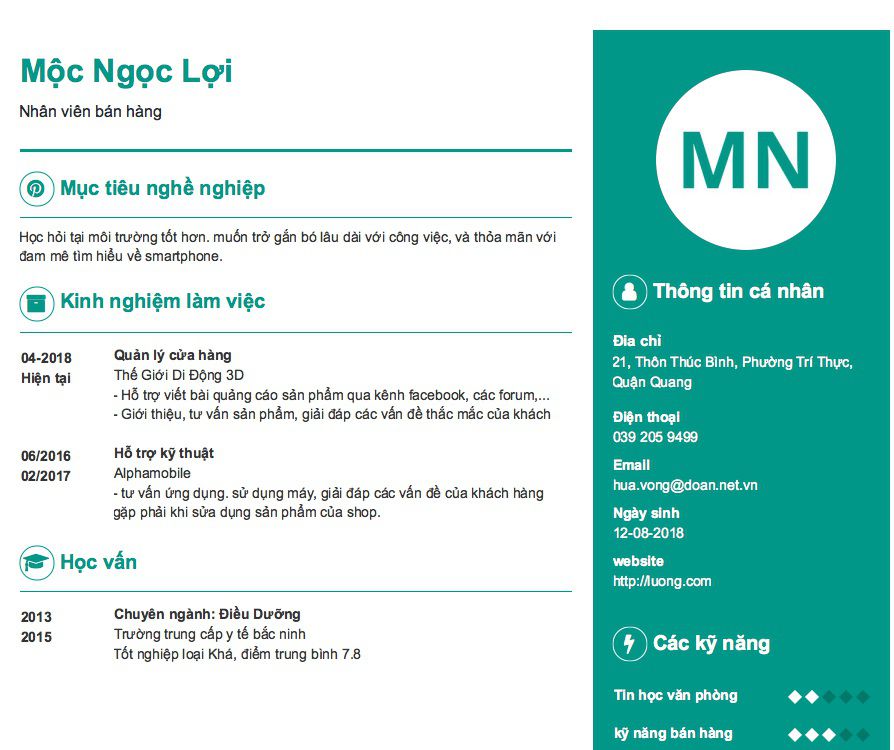 Mộc Ngọc Lợi
Nhân viên bán hàng
Mục tiêu nghề nghiệp
Học hỏi tại môi trường tốt hơn. muốn trở gắn bó lâu dài với công việc, và thỏa mãn với
đam mê tìm hiểu về smartphone.
Kinh nghiệm làm việc
04-2018
Hiện tại
Quản lý cửa hàng
Thế Giới Di Động 3D
- Hỗ trợ viết bài quảng cáo sản phẩm qua kênh facebook, các forum,...
- Giới thiệu, tư vấn sản phẩm, giải đáp các vấn đề thắc mắc của khách
06/2016
02/2017
Hỗ trợ kỹ thuật
Alphamobile
- tư vấn ứng dụng. sử dụng máy, giải đáp các vấn đề của khách hàng
gặp phải khi sửa dụng sản phẩm của shop.
Học vấn
2013
2015
Chuyên ngành: Điều Dưỡng
Trường trung cấp y tế bắc ninh
Tốt nghiệp loại Khá, điểm trung bình 7.8
MN
Thông tin cá nhân
Đia chỉ
21, Thôn Thúc Bình, Phường Trí Thực,
Quận Quang
Điện thoại
039 205 9499
Email
hua.vong@doan.net.vn
Ngày sinh
12-08-2018
website
http://luong.com
Các kỹ năng
Tin học văn phòng
kỹ năng bán hàng